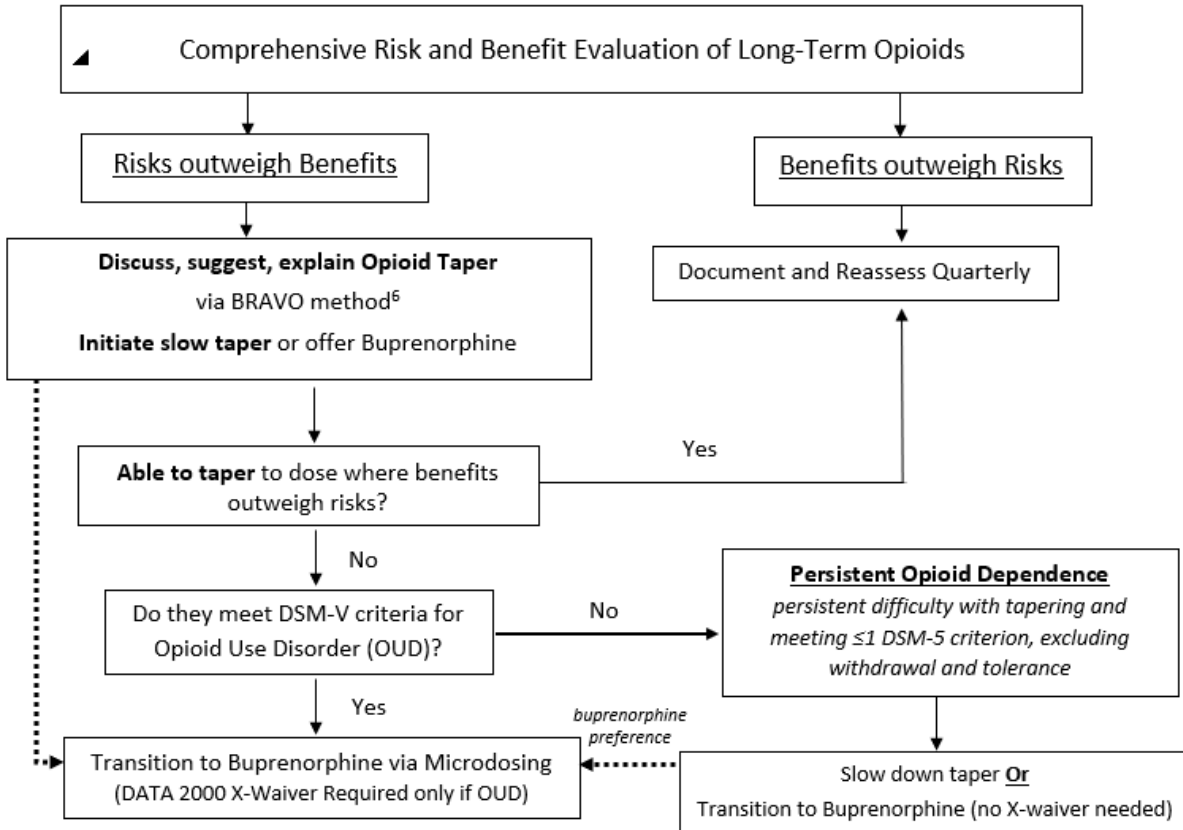 Comprehensive Risk and Benefit Evaluation of Long-Term Opioids
Risks outweigh Benefits
Benefits outweigh Risks
Discuss, suggest, explain Opioid Taper
via BRAVO method⁶
Initiate slow taper or offer Buprenorphine
Document and Reassess Quarterly
Able to taper to dose where benefits
outweigh risks?
Yes
No
Do they meet DSM-V criteria for
Opioid Use Disorder (OUD)?
No
Persistent Opioid Dependence
persistent difficulty with tapering and
meeting ≤1 DSM-5 criterion, excluding
withdrawal and tolerance
Yes
buprenorphine
preference
Transition to Buprenorphine via Microdosing
(DATA 2000 X-Waiver Required only if OUD)
Slow down taper Or
Transition to Buprenorphine (no X-waiver needed)